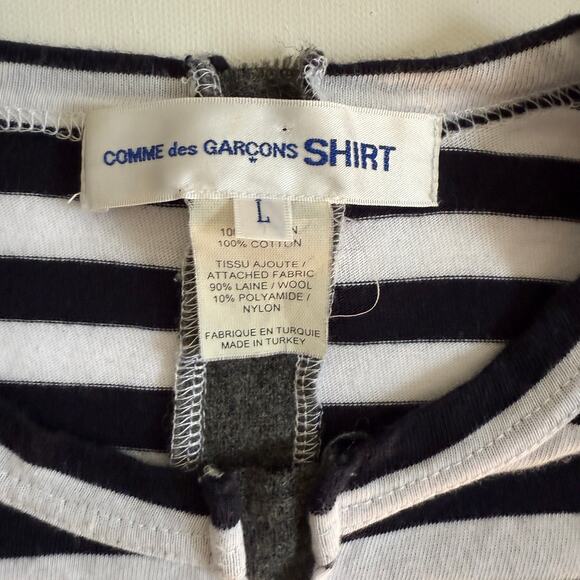 COMME des GARÇONS SHIRT
L
100% COTTON
TISSU AJOUTE /
ATTACHED FABRIC
90% LAINE / WOOL
10% POLYAMIDE /
NYLON
FABRIQUE EN TURQUIE
MADE IN TURKEY